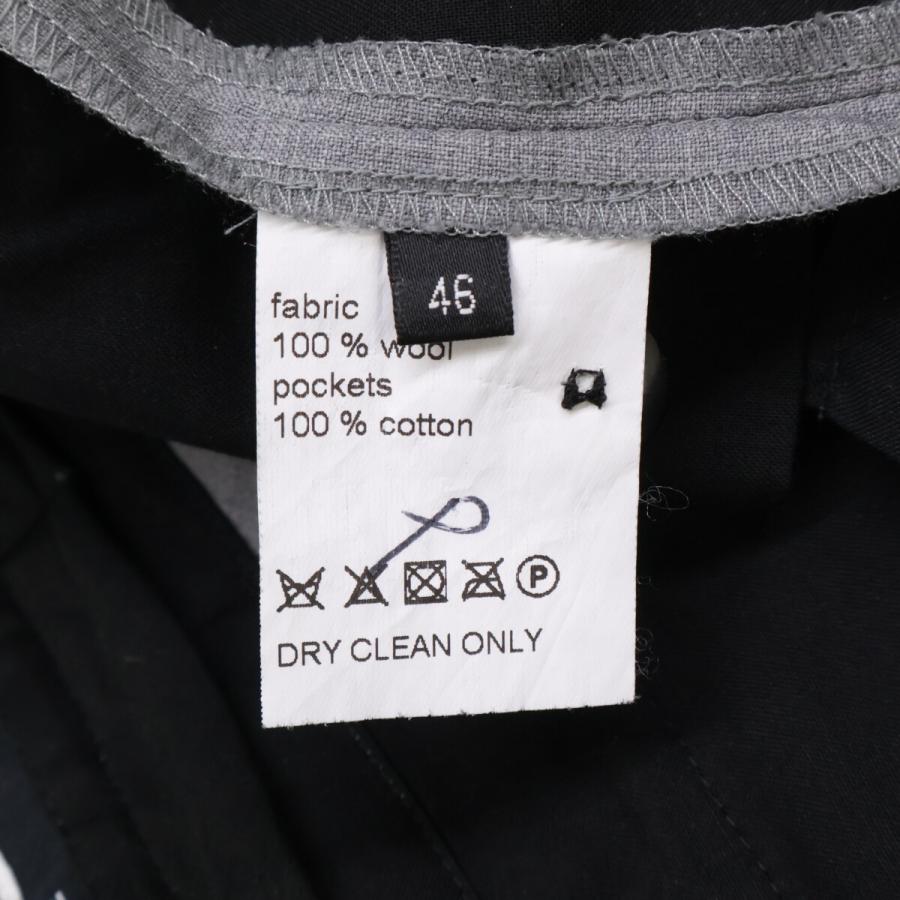 46
fabric
100 % wool
pockets
100 % cotton
P
DRY CLEAN ONLY